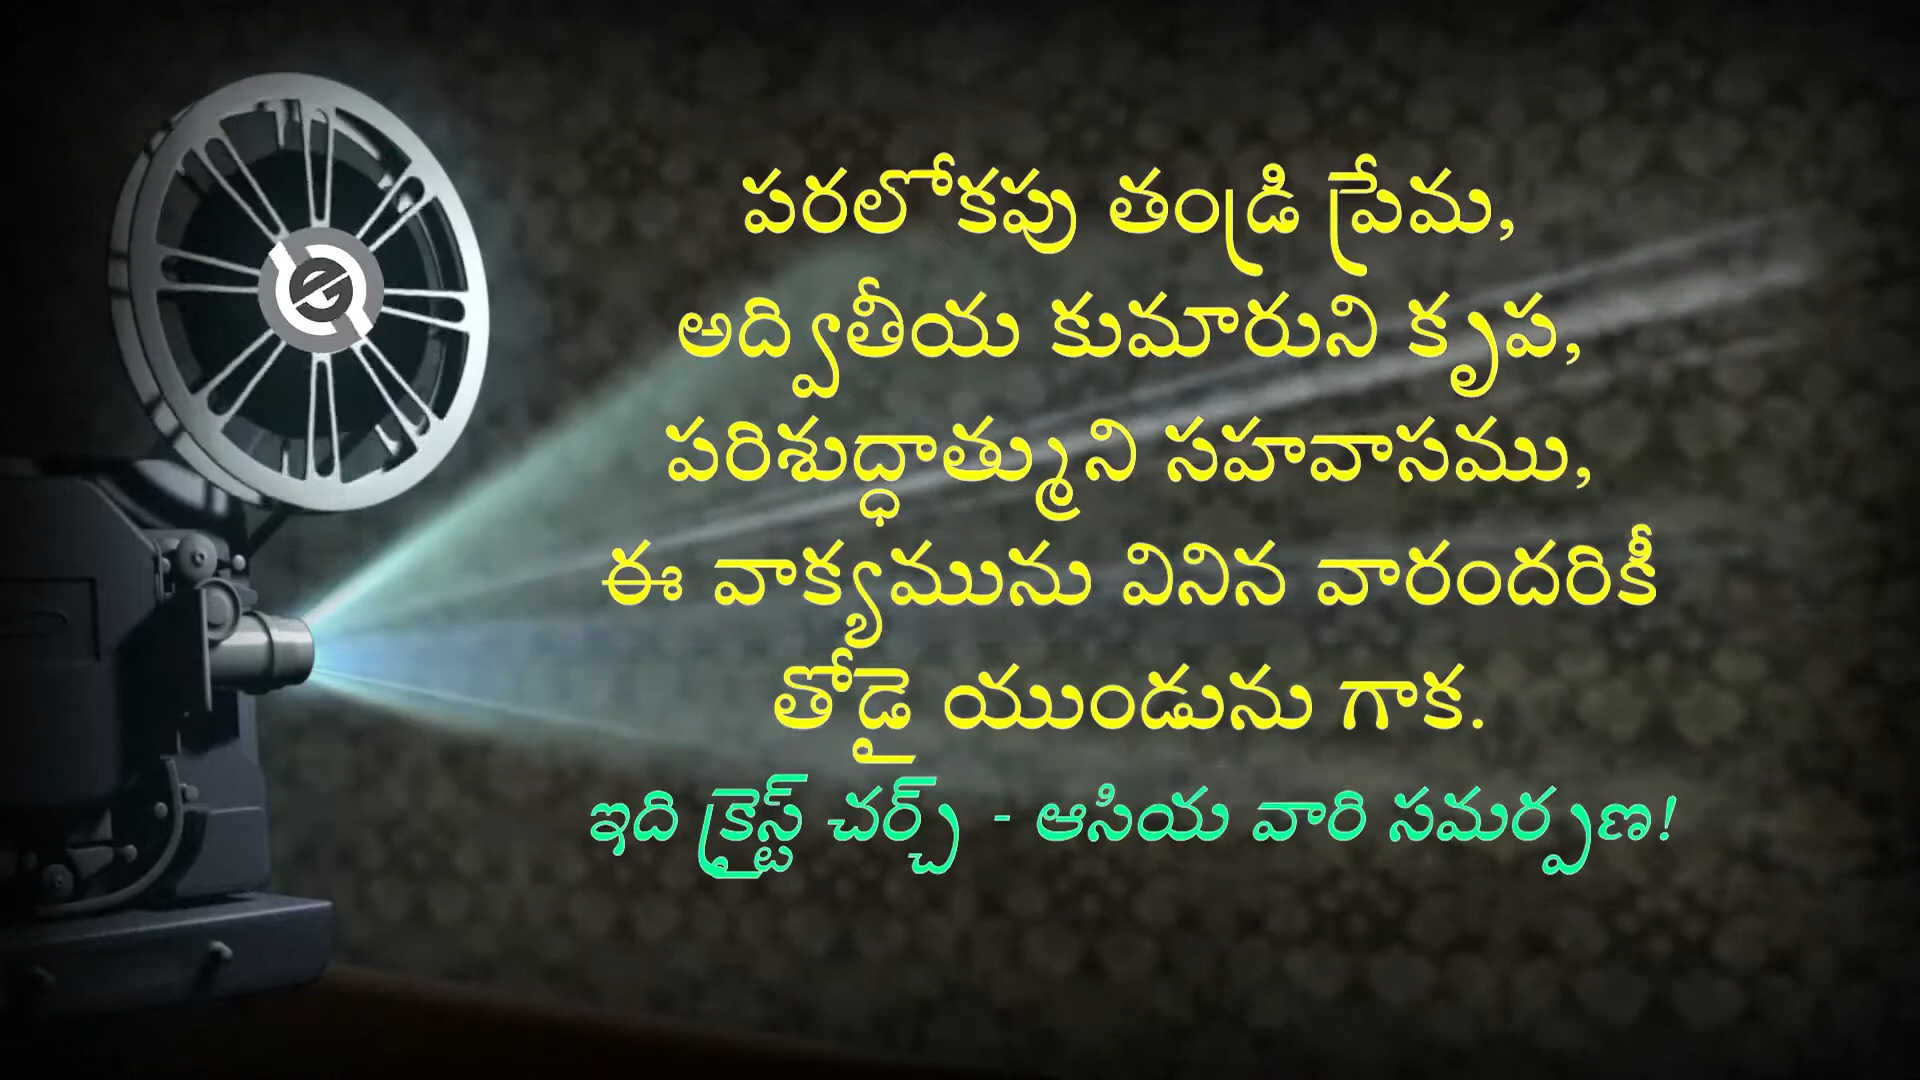 పరలోకపు తండ్రి ప్రేమ,
అద్వితీయ కుమారుని కృప,
పరిశుద్ధాత్ముని సహవాసము,
ఈ వాక్యమును వినిన వారందరికీ
తోడై యుండును గాక.
ఇది క్రైస్ట్ చర్చ్ - ఆసియ వారి సమర్పణ!